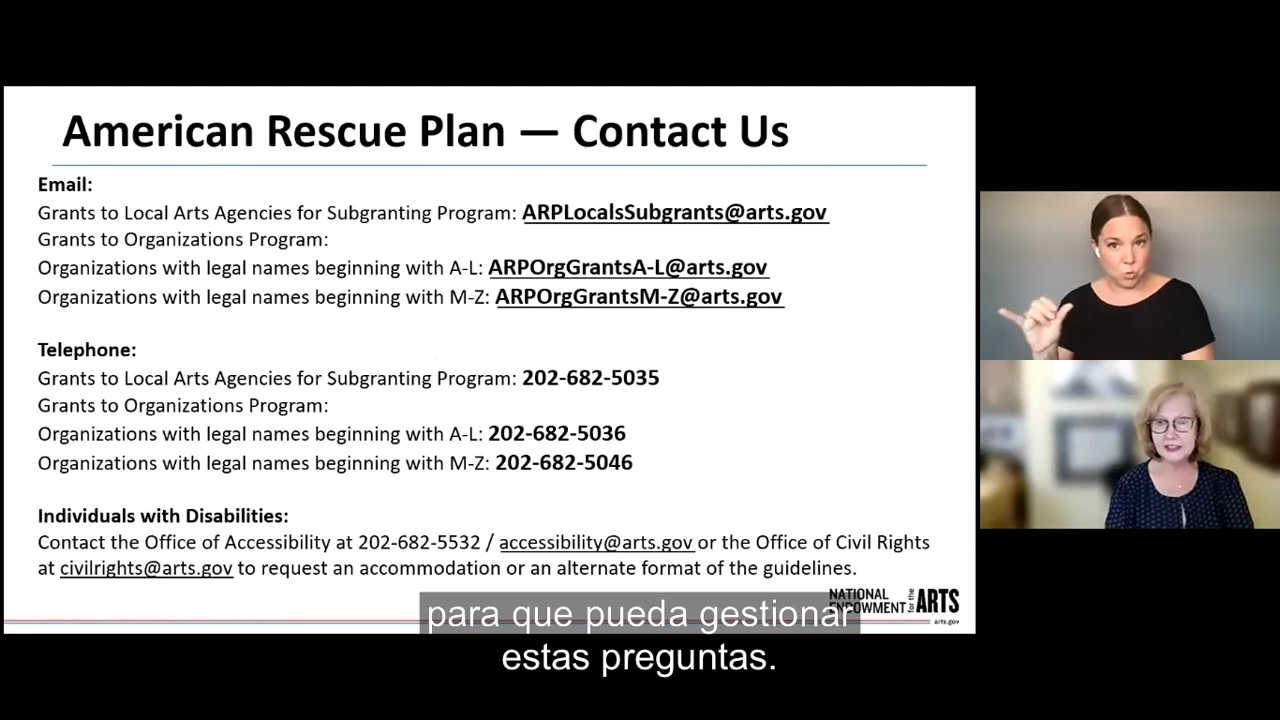 American Rescue Plan — Contact Us
Email:
Grants to Local Arts Agencies for Subgranting Program: ARPLocalsSubgrants@arts.gov
Grants to Organizations Program:
Organizations with legal names beginning with A-L: ARPOrgGrantsA-L@arts.gov
Organizations with legal names beginning with M-Z: ARPOrgGrantsM-Z@arts.gov
Telephone:
Grants to Local Arts Agencies for Subgranting Program: 202-682-5035
Grants to Organizations Program:
Organizations with legal names beginning with A-L: 202-682-5036
Organizations with legal names beginning with M-Z: 202-682-5046
Individuals with Disabilities:
Contact the Office of Accessibility at 202-682-5532 / accessibility@arts.gov or the Office of Civil Rights
at civilrights@arts.gov to request an accommodation or an alternate format of the guidelines.
NATIONAL ENDOWMENT for the ARTS
arts.gov
para que pueda gestionar
estas preguntas.